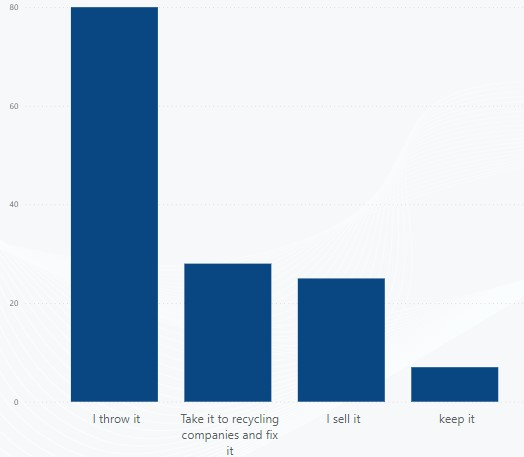 80
60
40
20
0
I throw it
Take it to recycling
companies and fix
it
I sell it
keep it